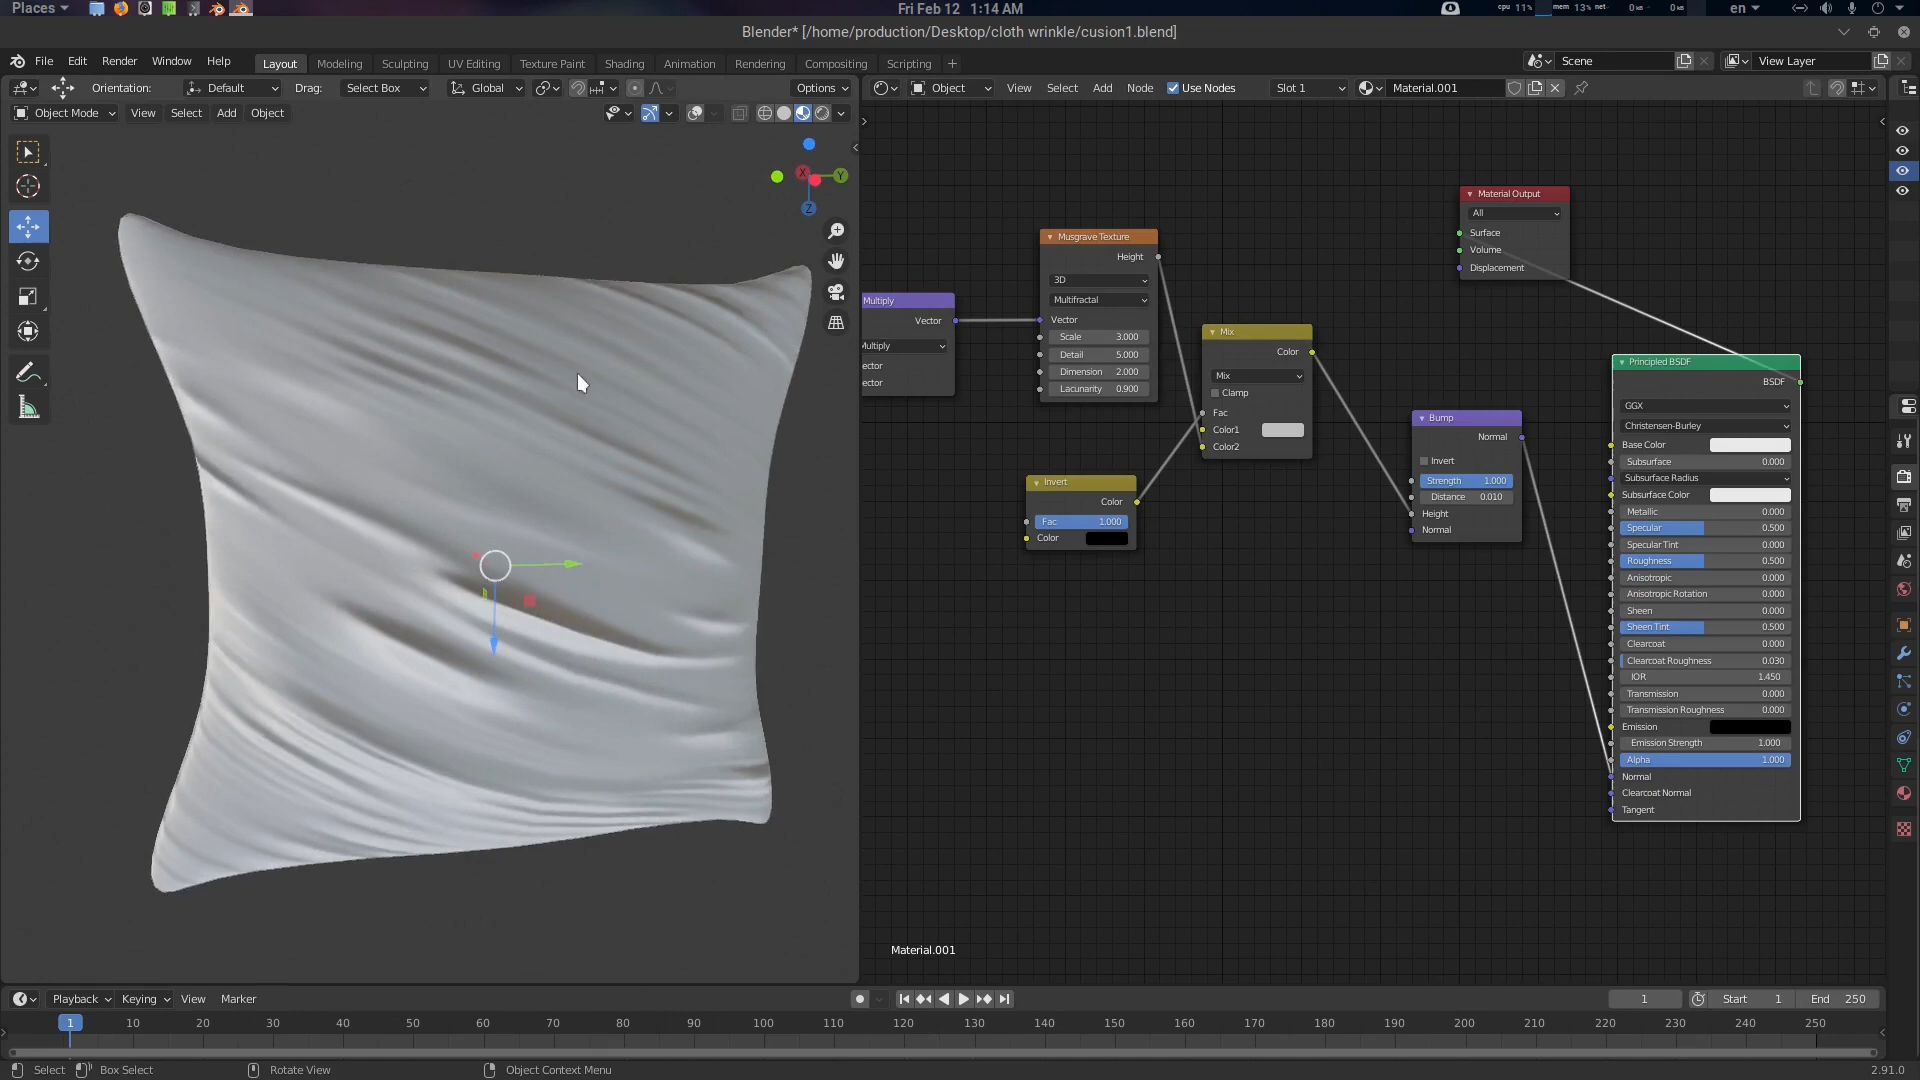 Places
Fri Feb 12 1:14 AM
cpu 11% mem 13% net 0 kB 0 kB en
Blender* [/home/production/Desktop/cloth wrinkle/cusion1.blend]
File Edit Render Window Help Layout Modeling Sculpting UV Editing Texture Paint Shading Animation Rendering Compositing Scripting + Scene View Layer
Orientation: Default Drag: Select Box Global Options
Object View Select Add Node Use Nodes Slot 1 Material.001
Object Mode View Select Add Object
X Y Z
Material Output
All
Surface
Volume
Displacement
Musgrave Texture
Height
3D
Multifractal
Vector
Scale 3.000
Detail 5.000
Dimension 2.000
Lacunarity 0.900
Multiply
Vector
Multiply
ector
ector
Mix
Color
Mix
Clamp
Fac
Color1
Color2
Invert
Color
Fac 1.000
Color
Bump
Normal
Invert
Strength 1.000
Distance 0.010
Height
Normal
Principled BSDF
BSDF
GGX
Christensen-Burley
Base Color
Subsurface 0.000
Subsurface Radius
Subsurface Color
Metallic 0.000
Specular 0.500
Specular Tint 0.000
Roughness 0.500
Anisotropic 0.000
Anisotropic Rotation 0.000
Sheen 0.000
Sheen Tint 0.500
Clearcoat 0.000
Clearcoat Roughness 0.030
IOR 1.450
Transmission 0.000
Transmission Roughness 0.000
Emission
Emission Strength 1.000
Alpha 1.000
Normal
Clearcoat Normal
Tangent
Material.001
Playback Keying View Marker 1 Start 1 End 250
1 10 20 30 40 50 60 70 80 90 100 110 120 130 140 150 160 170 180 190 200 210 220 230 240 250
Select Box Select Rotate View Object Context Menu 2.91.0